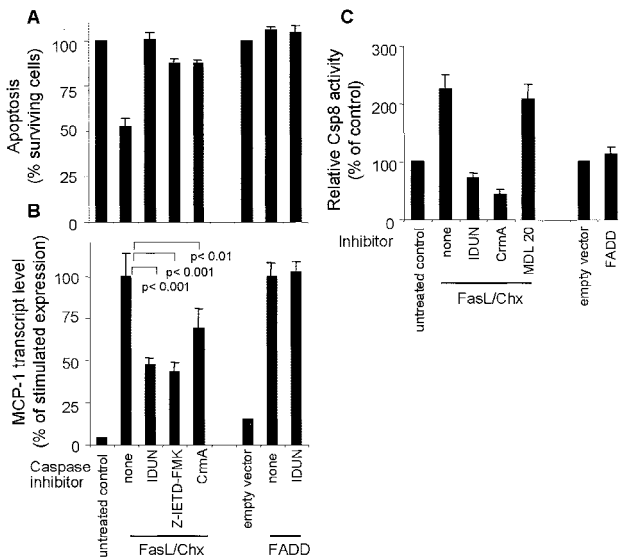 A
Apoptosis
(% surviving cells)
100
75
50
25
0
B
MCP-1 transcript level
(% of stimulated expression)
100
75
50
25
0
p< 0.01
p< 0.001
p< 0.001
Caspase
inhibitor
untreated control
none
IDUN
Z-IETD-FMK
CrmA
empty vector
none
IDUN
FasL/Chx
FADD
C
Relative Csp8 activity
(% of control)
300
200
100
0
Inhibitor
untreated control
none
IDUN
CrmA
MDL 20
empty vector
FADD
FasL/Chx